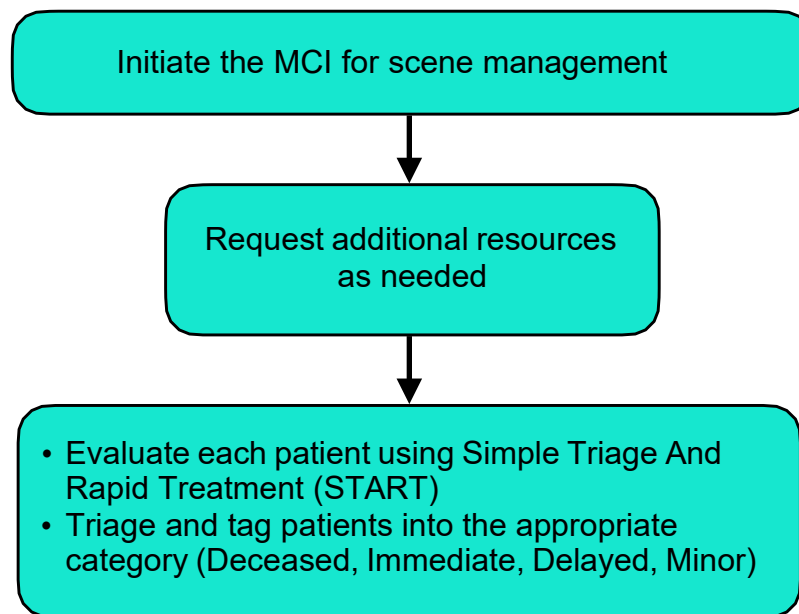 Initiate the MCI for scene management
Request additional resources
as needed
• Evaluate each patient using Simple Triage And
Rapid Treatment (START)
• Triage and tag patients into the appropriate
category (Deceased, Immediate, Delayed, Minor)